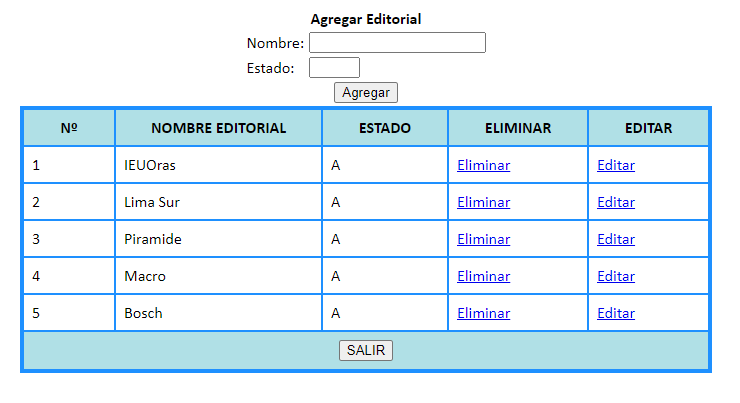 Agregar Editorial
Nombre:
Estado:
Agregar
Nº NOMBRE EDITORIAL ESTADO ELIMINAR EDITAR
1 IEUOras A Eliminar Editar
2 Lima Sur A Eliminar Editar
3 Piramide A Eliminar Editar
4 Macro A Eliminar Editar
5 Bosch A Eliminar Editar
SALIR